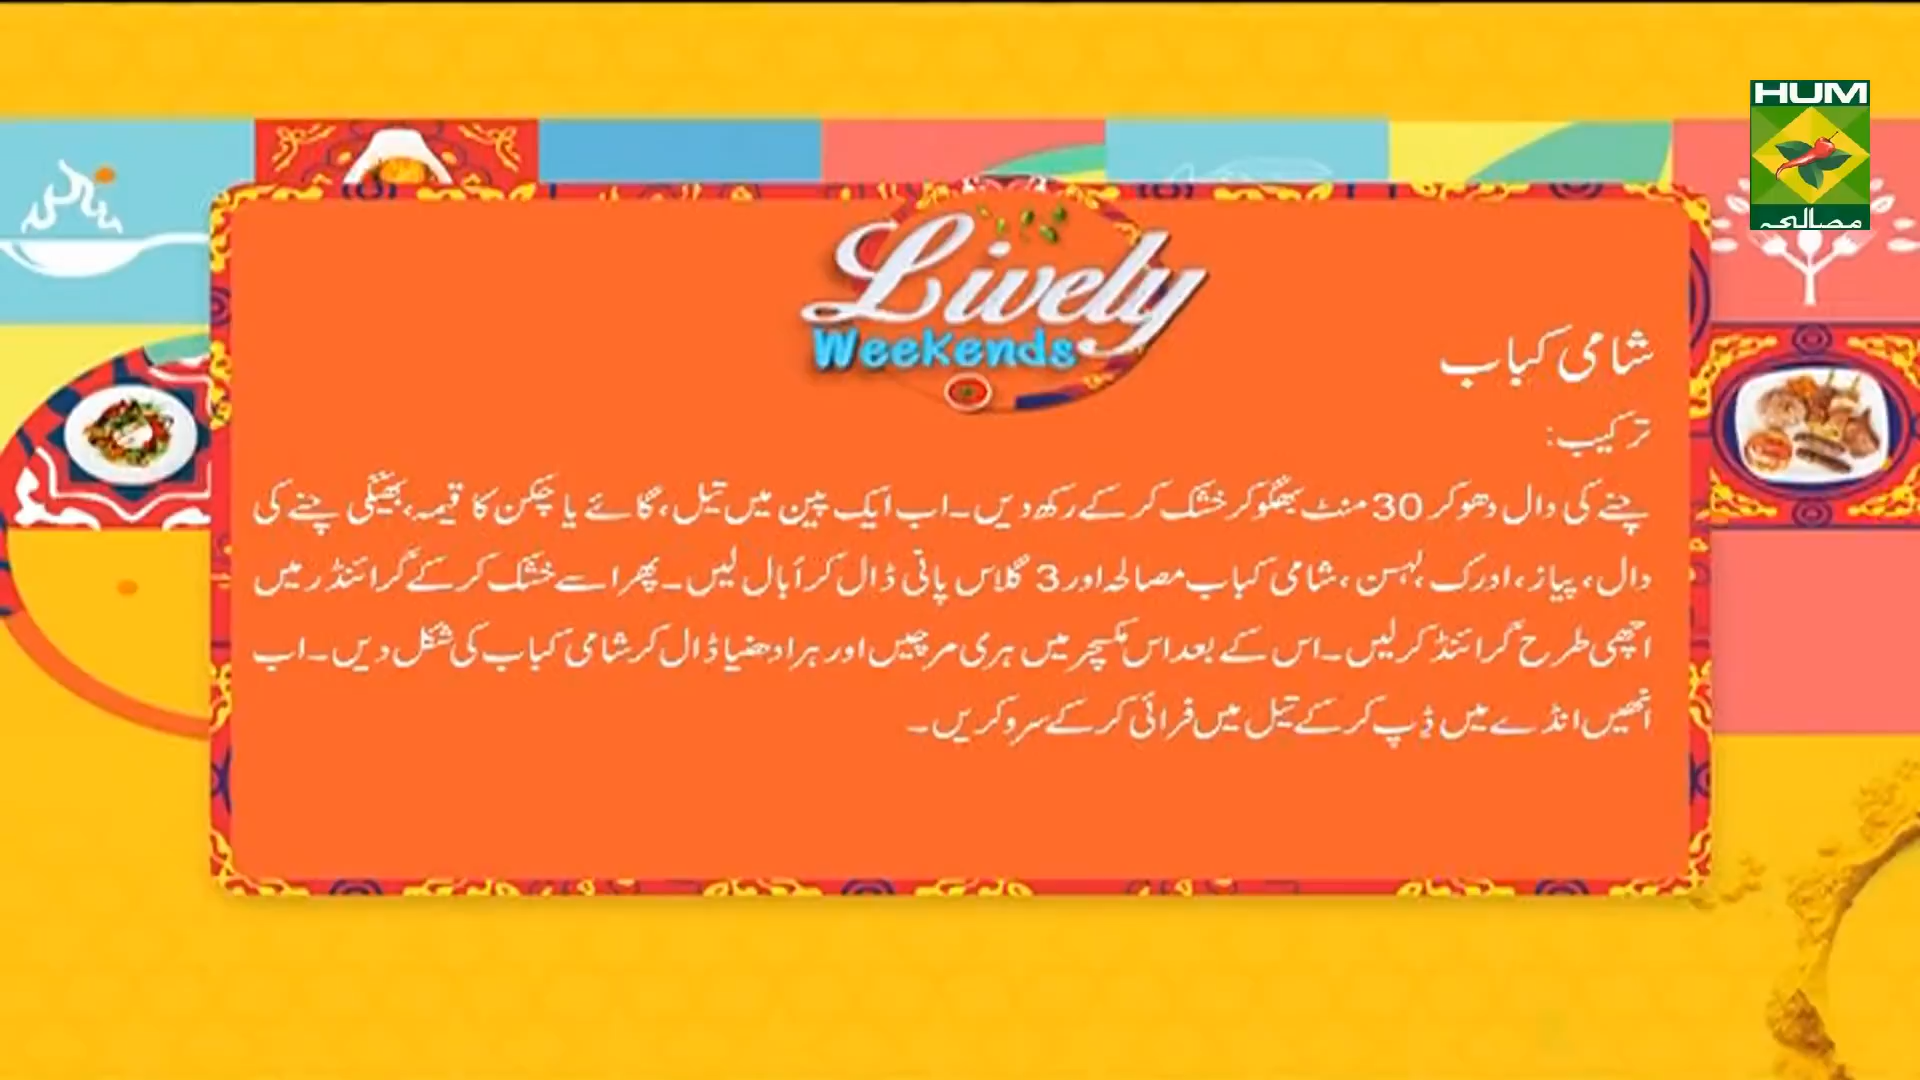 HUM
مصالحہ
Lively
Weekends
شامی کباب
ترکیب:
چنے کی دال دھو کر 30 منٹ بھگو کر خشک کر کے رکھ دیں۔ اب ایک پین میں تیل، گائے یا چکن کا قیمہ، بھیگی چنے کی
دال، پیاز، ادرک، لہسن، شامی کباب مصالحہ اور 3 گلاس پانی ڈال کر اُبال لیں۔ پھر اسے خشک کر کے گرائنڈر میں
اچھی طرح گرائنڈ کر لیں۔ اس کے بعد اس مکسچر میں ہری مرچیں اور ہرا دھنیا ڈال کر شامی کباب کی شکل دیں۔ اب
انھیں انڈے میں ڈِپ کر کے تیل میں فرائی کر کے سرو کریں۔